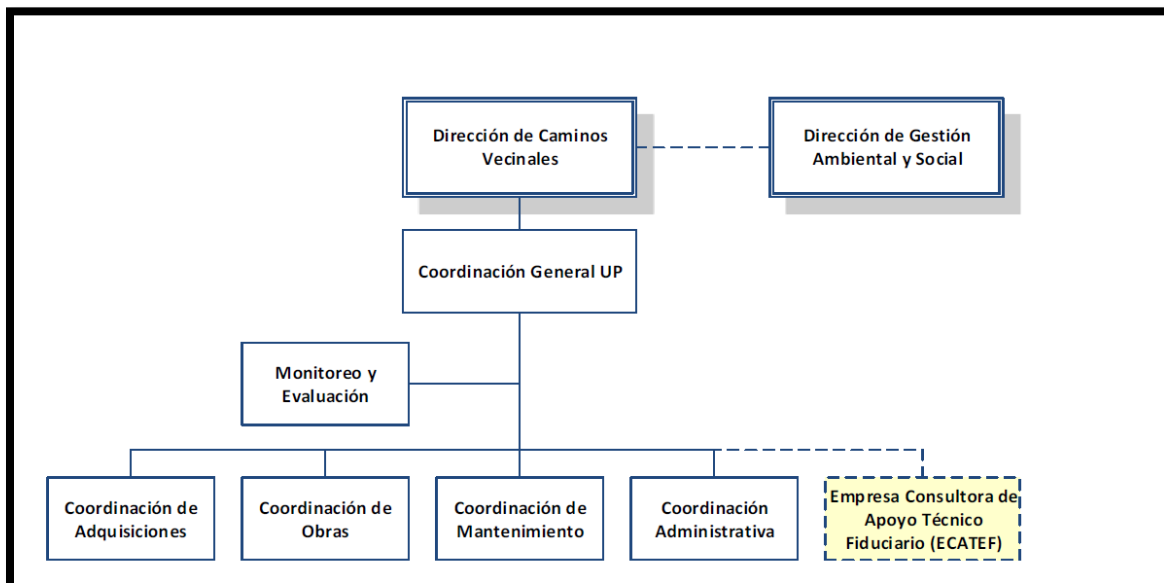 Dirección de Caminos
Vecinales
Dirección de Gestión
Ambiental y Social
Coordinación General UP
Monitoreo y
Evaluación
Coordinación de
Adquisiciones
Coordinación de
Obras
Coordinación de
Mantenimiento
Coordinación
Administrativa
Empresa Consultora de
Apoyo Técnico
Fiduciario (ECATEF)